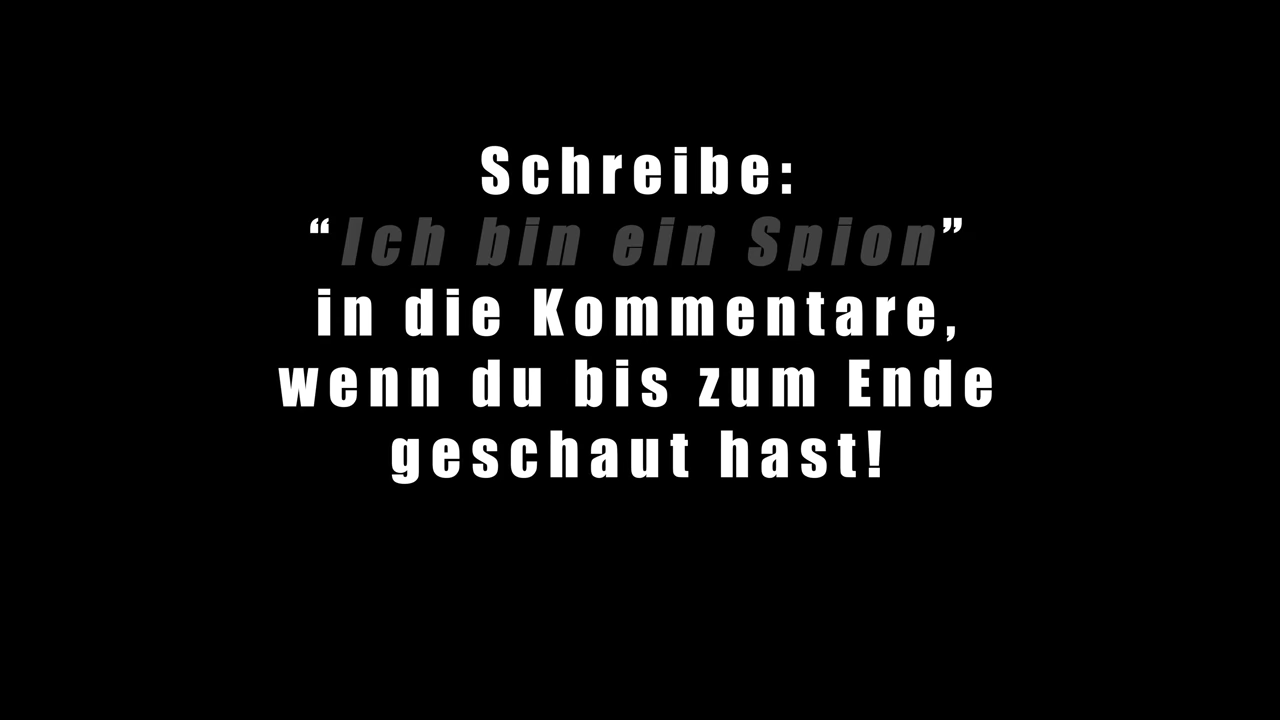 Schreibe:
“Ich bin ein Spion”
in die Kommentare,
wenn du bis zum Ende
geschaut hast!